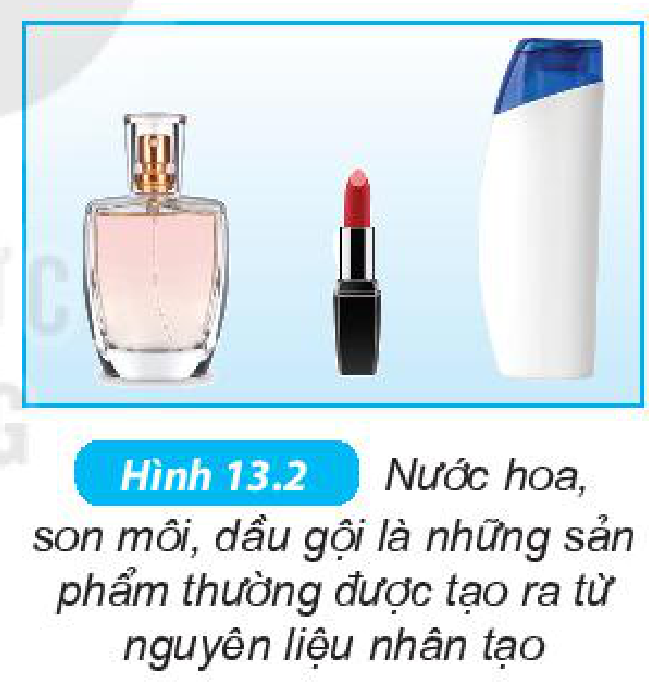 Hình 13.2 Nước hoa,
son môi, dầu gội là những sản
phẩm thường được tạo ra từ
nguyên liệu nhân tạo